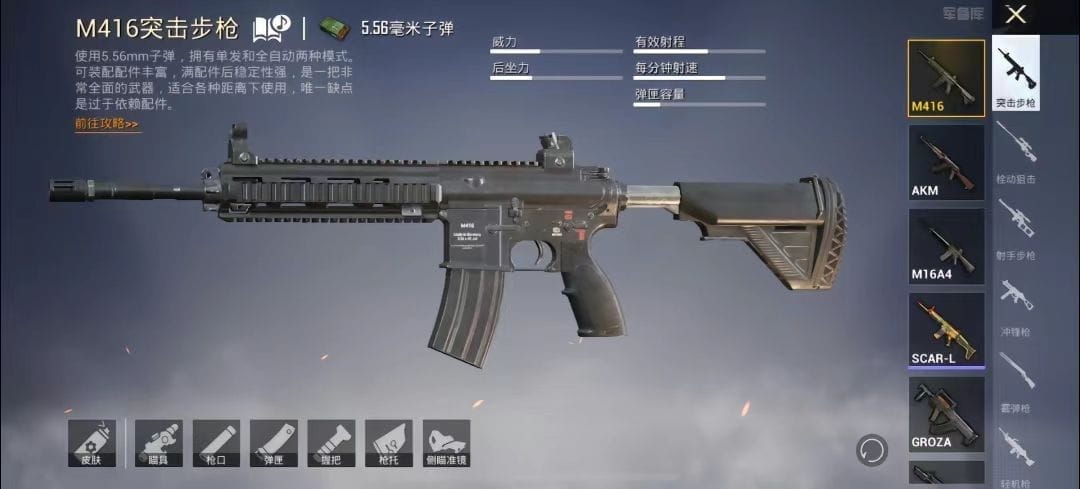 M416突击步枪
5.56毫米子弹
使用5.56mm子弹，拥有单发和全自动两种模式。
可装配配件丰富，满配件后稳定性强，是一把非
常全面的武器，适合各种距离下使用，唯一缺点
是过于依赖配件。
前往攻略>>
威力
后坐力
有效射程
每分钟射速
弹匣容量
军备库
M416
AKM
M16A4
SCAR-L
GROZA
突击步枪
栓动狙击
射手步枪
冲锋枪
霰弹枪
轻机枪
M416
皮肤
瞄具
枪口
弹匣
握把
枪托
侧瞄准镜